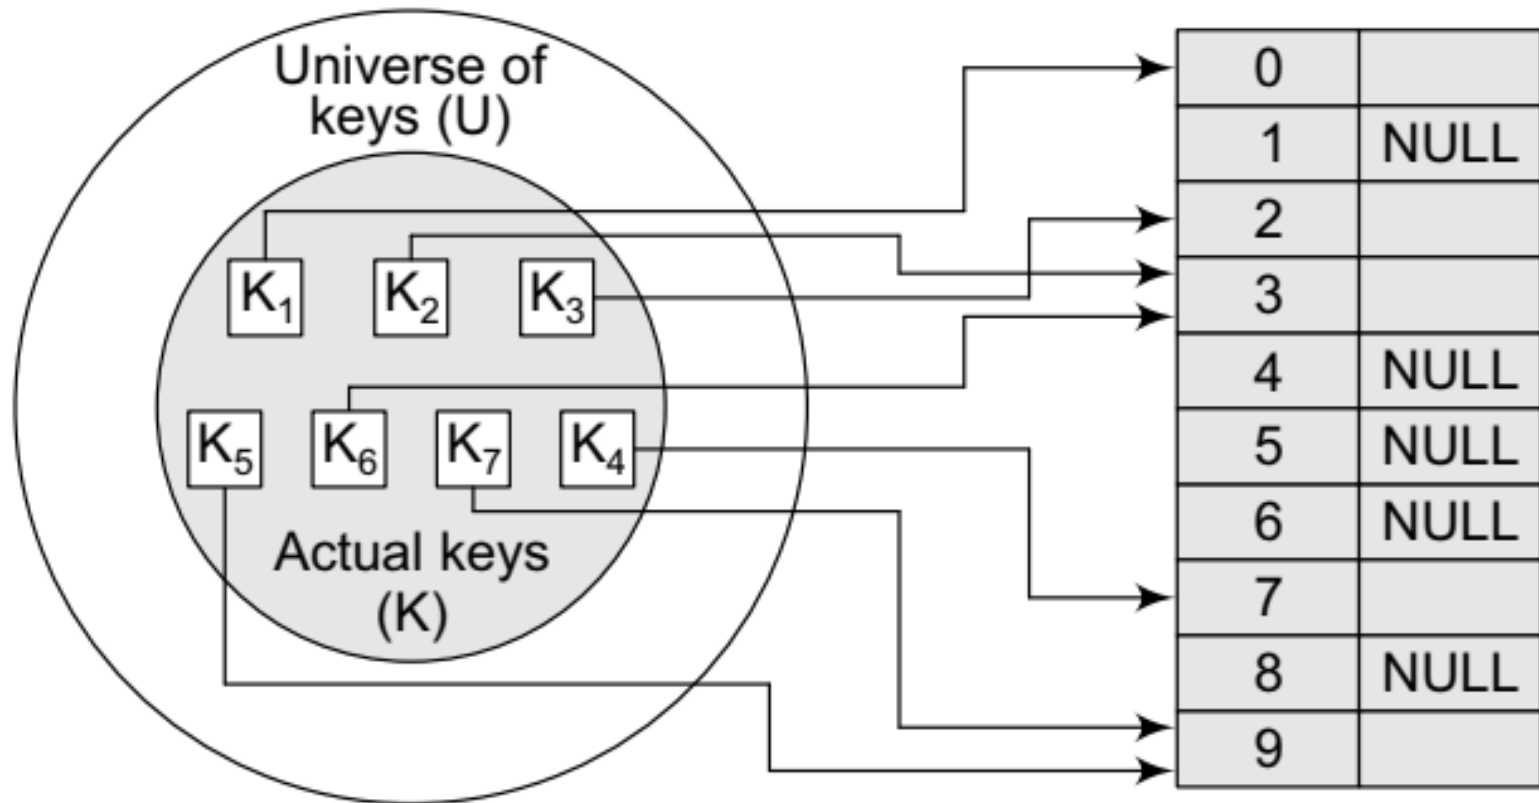 Universe of
keys (U)
K₁ K₂ K₃
K₅ K₆ K₇ K₄
Actual keys
(K)
0
1 NULL
2
3
4 NULL
5 NULL
6 NULL
7
8 NULL
9